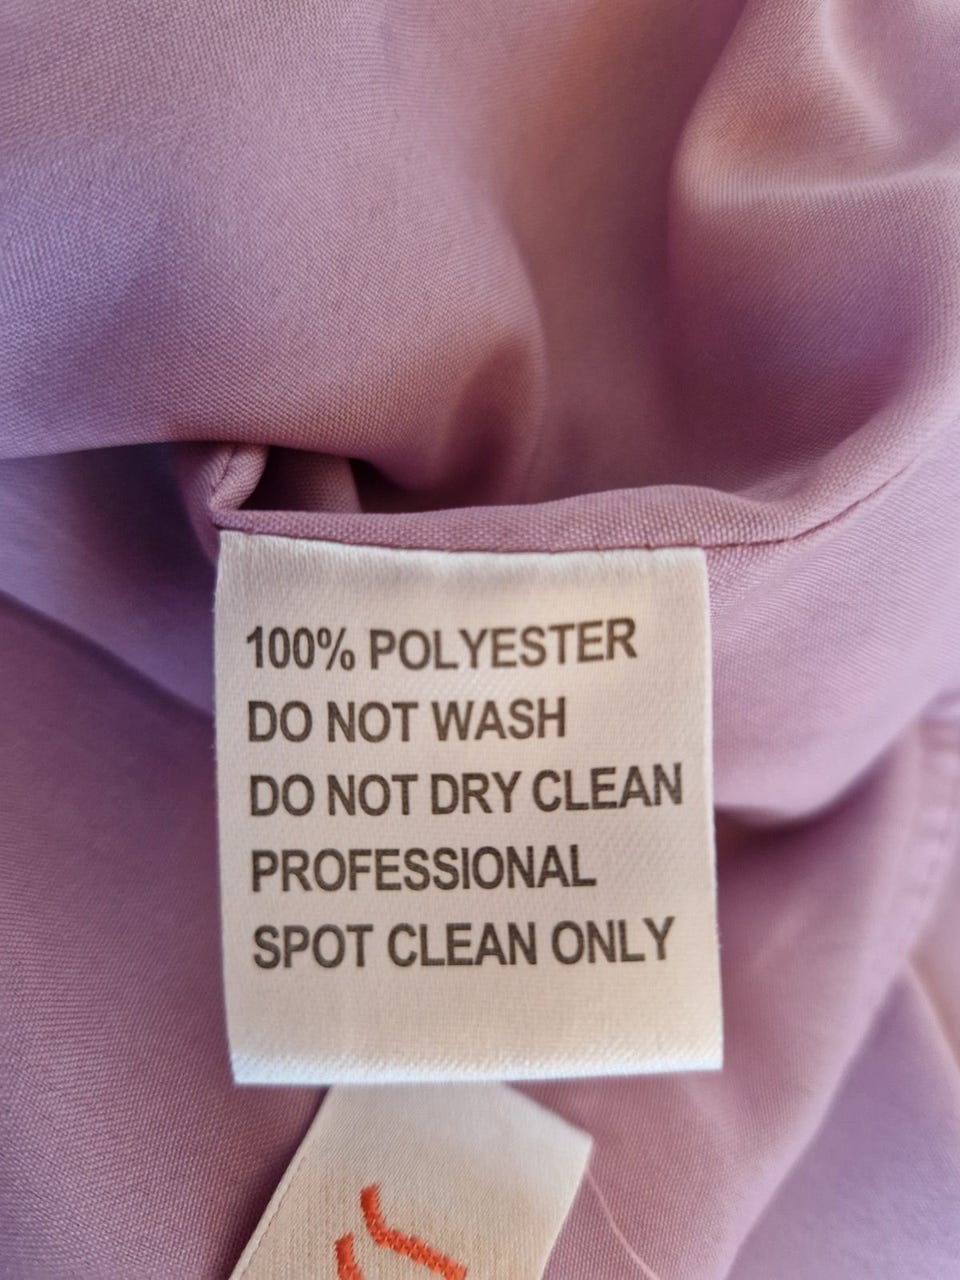 100% POLYESTER
DO NOT WASH
DO NOT DRY CLEAN
PROFESSIONAL
SPOT CLEAN ONLY